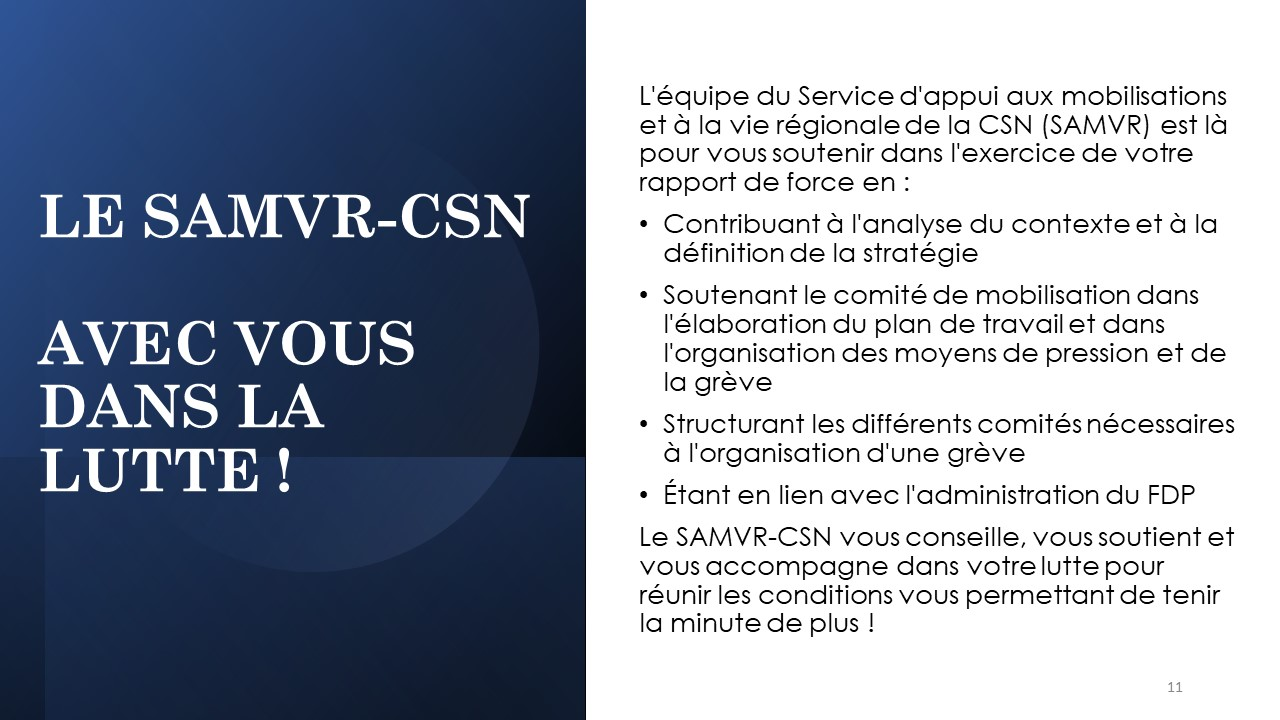 LE SAMVR-CSN
AVEC VOUS
DANS LA
LUTTE !
L'équipe du Service d'appui aux mobilisations
et à la vie régionale de la CSN (SAMVR) est là
pour vous soutenir dans l'exercice de votre
rapport de force en :
• Contribuant à l'analyse du contexte et à la
définition de la stratégie
• Soutenant le comité de mobilisation dans
l'élaboration du plan de travail et dans
l'organisation des moyens de pression et de
la grève
• Structurant les différents comités nécessaires
à l'organisation d'une grève
• Étant en lien avec l'administration du FDP
Le SAMVR-CSN vous conseille, vous soutient et
vous accompagne dans votre lutte pour
réunir les conditions vous permettant de tenir
la minute de plus !
11